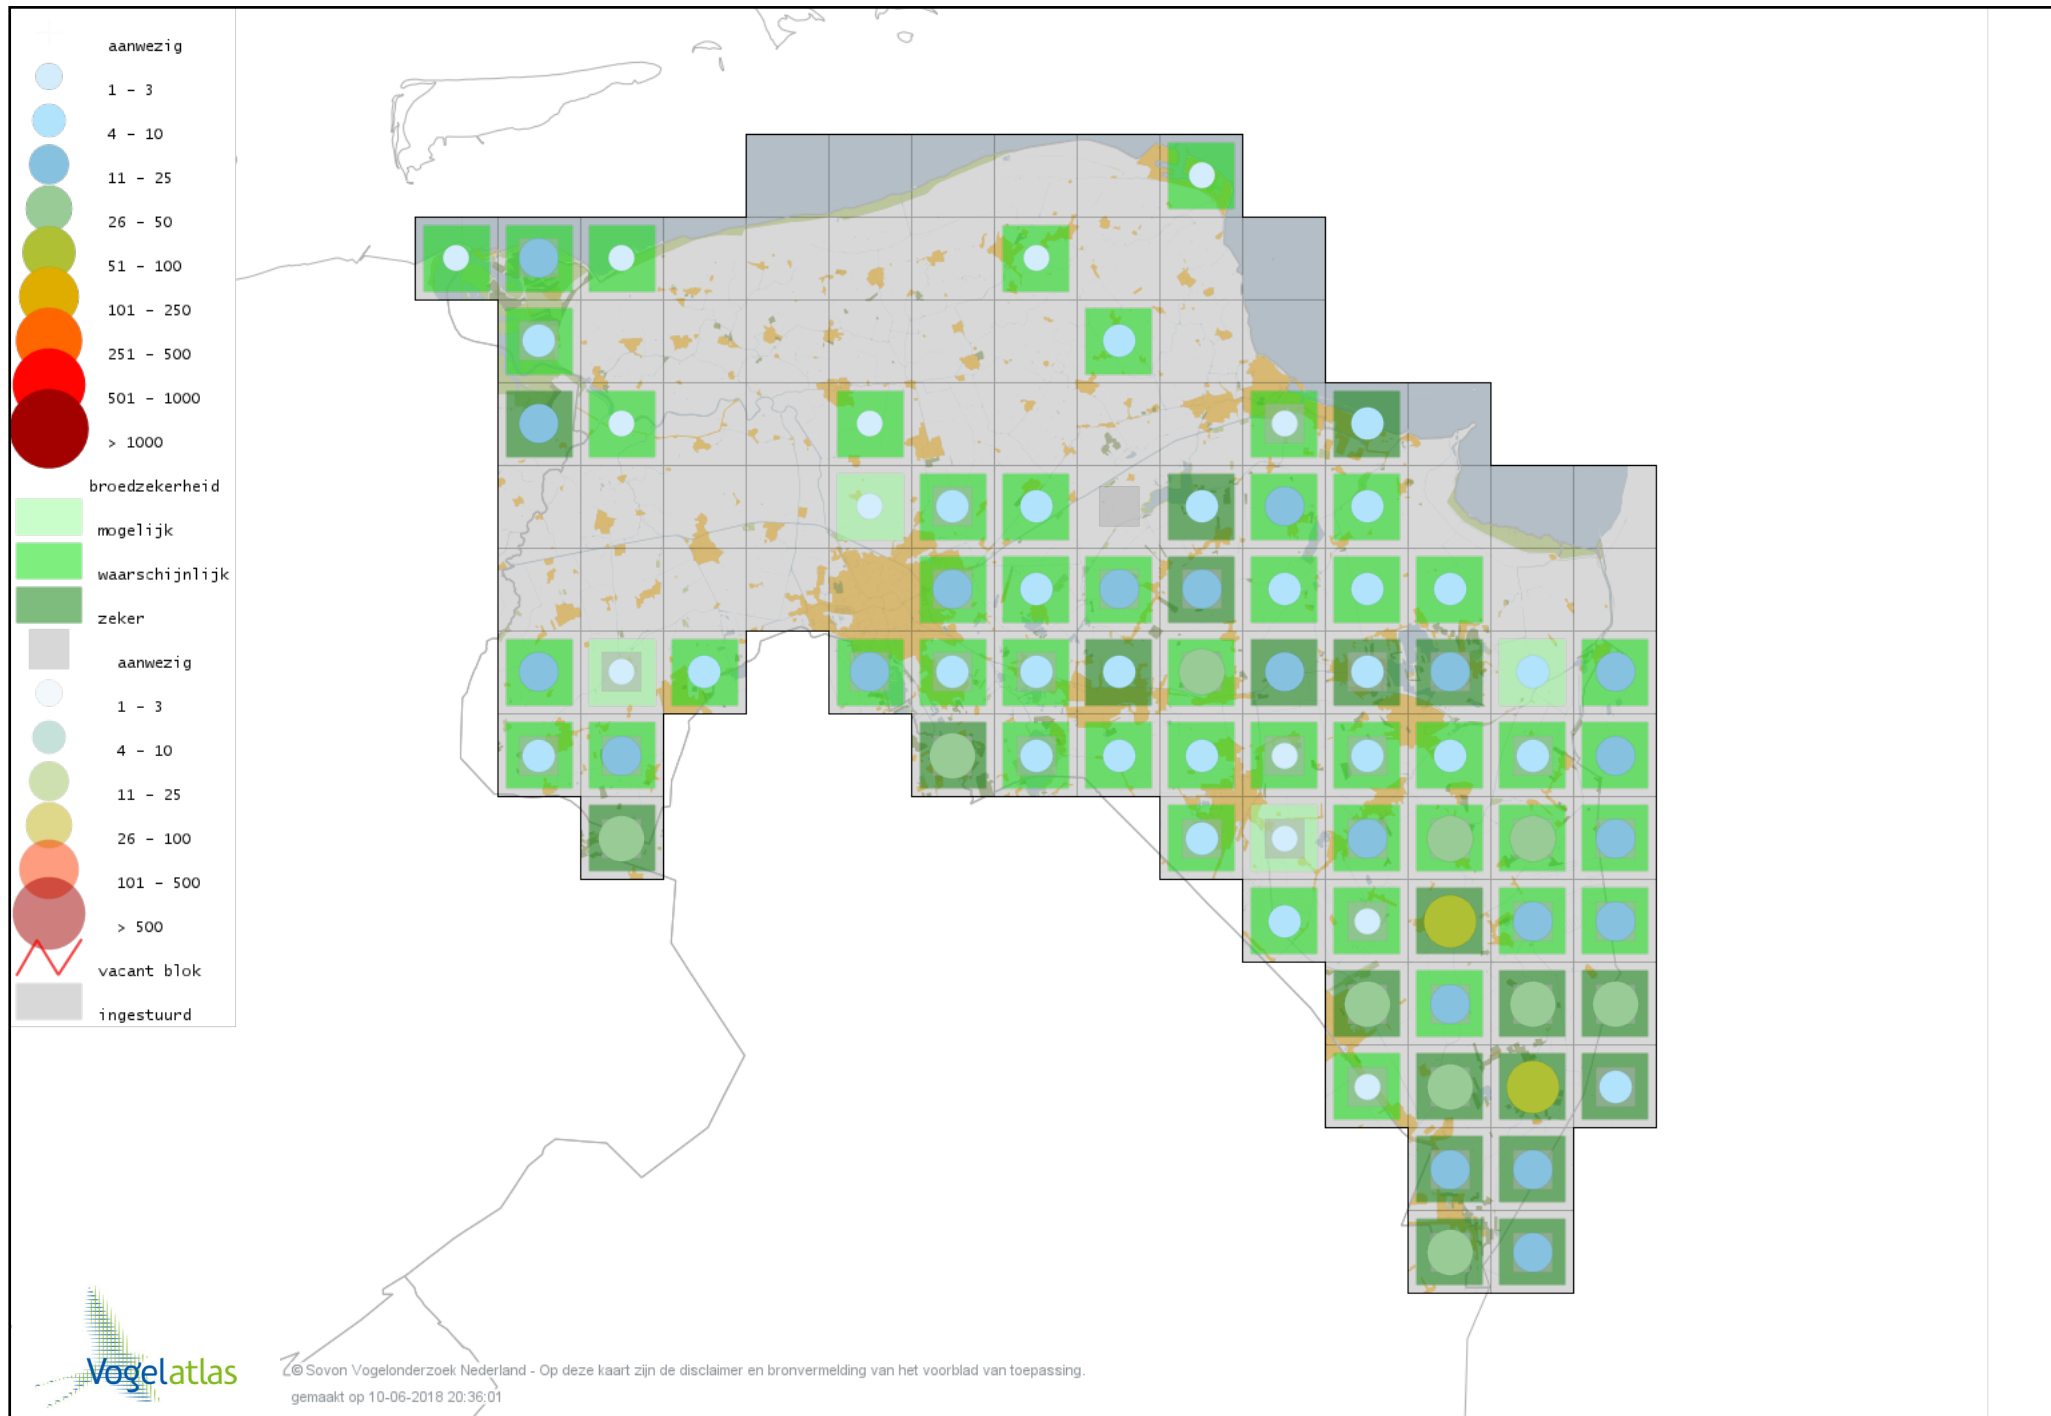 aanwezig
1 - 3
4 - 10
11 - 25
26 - 50
51 - 100
101 - 250
251 - 500
501 - 1000
> 1000
broedzekerheid
mogelijk
waarschijnlijk
zeker
aanwezig
1 - 3
4 - 10
11 - 25
26 - 100
101 - 500
> 500
vacant blok
ingestuurd
Vogelatlas
© Sovon Vogelonderzoek Nederland - Op deze kaart zijn de disclaimer en bronvermelding van het voorblad van toepassing.
gemaakt op 10-06-2018 20:36:01